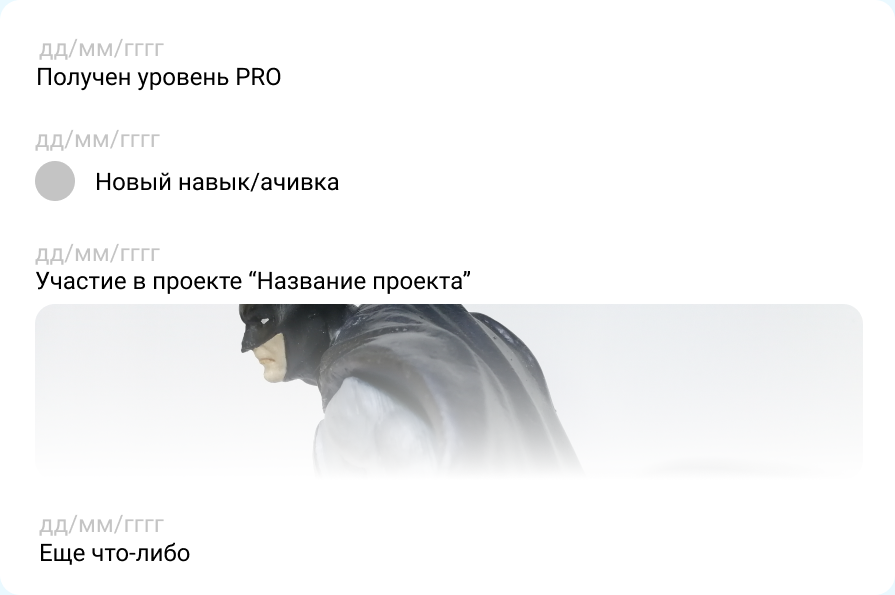 дд/мм/гггг
Получен уровень PRO
дд/мм/гггг
Новый навык/ачивка
дд/мм/гггг
Участие в проекте “Название проекта”
дд/мм/гггг
Еще что-либо